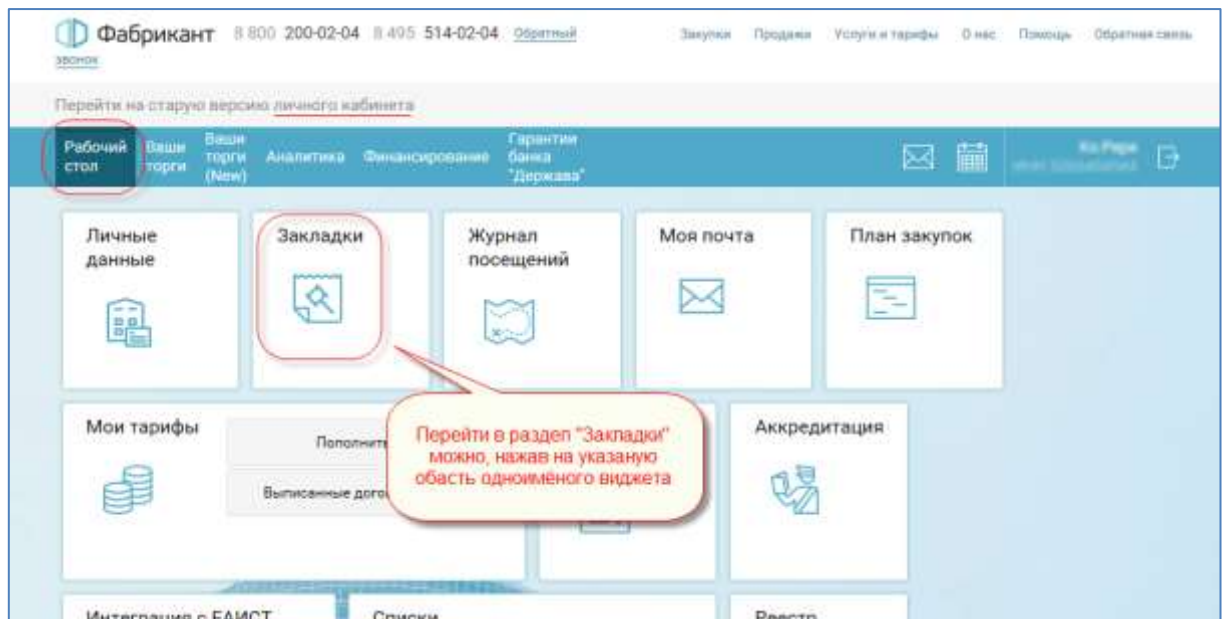 Фабрикант 8 800 200-02-04 8 495 514-02-04 Обратный Закупки Продажи Услуги и тарифы О нас Помощь Обратная связь
звонок
Перейти на старую версию личного кабинета
Рабочий стол
Ваши торги
Ваши торги (New)
Аналитика
Финансирование
Гарантии банка "Держава"
Личные
данные
Закладки
Журнал
посещений
Моя почта
План закупок
Мои тарифы
Выписанные
Перейти в раздел "Закладки"
можно, нажав на указаную
обасть одноимёного виджета
Аккредитация
Интеграция с ЕАИСТ
Списки
Реестр